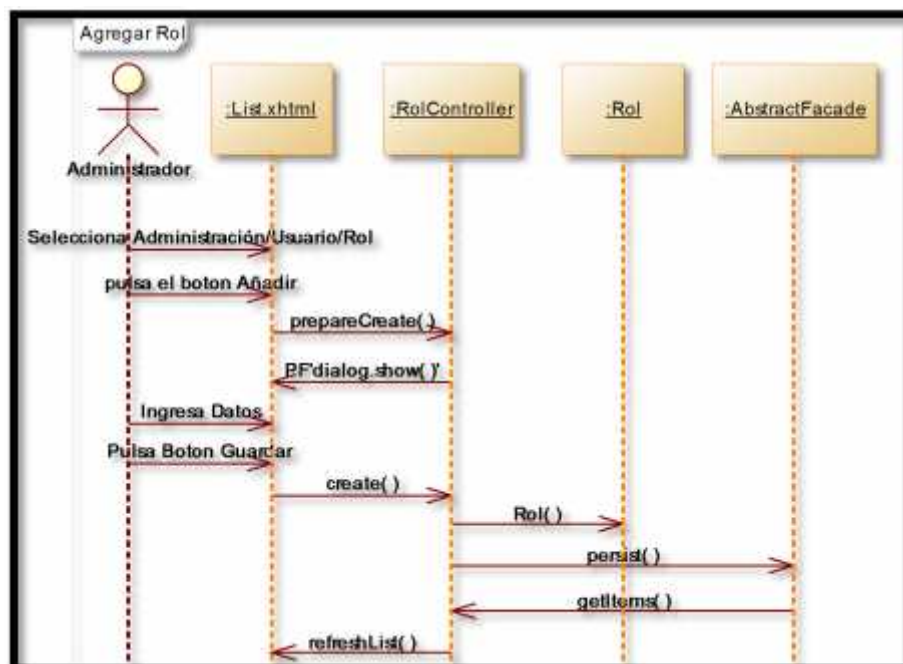 Agregar Rol
:List.xhtml
:RolController
:Rol
:AbstractFacade
Administrador
Selecciona Administración/Usuario/Rol
pulsa el boton Añadir
prepareCreate( )
PF'dialog.show( )'
Ingresa Datos
Pulsa Boton Guardar
create( )
Rol( )
persist( )
getItems( )
refreshList( )